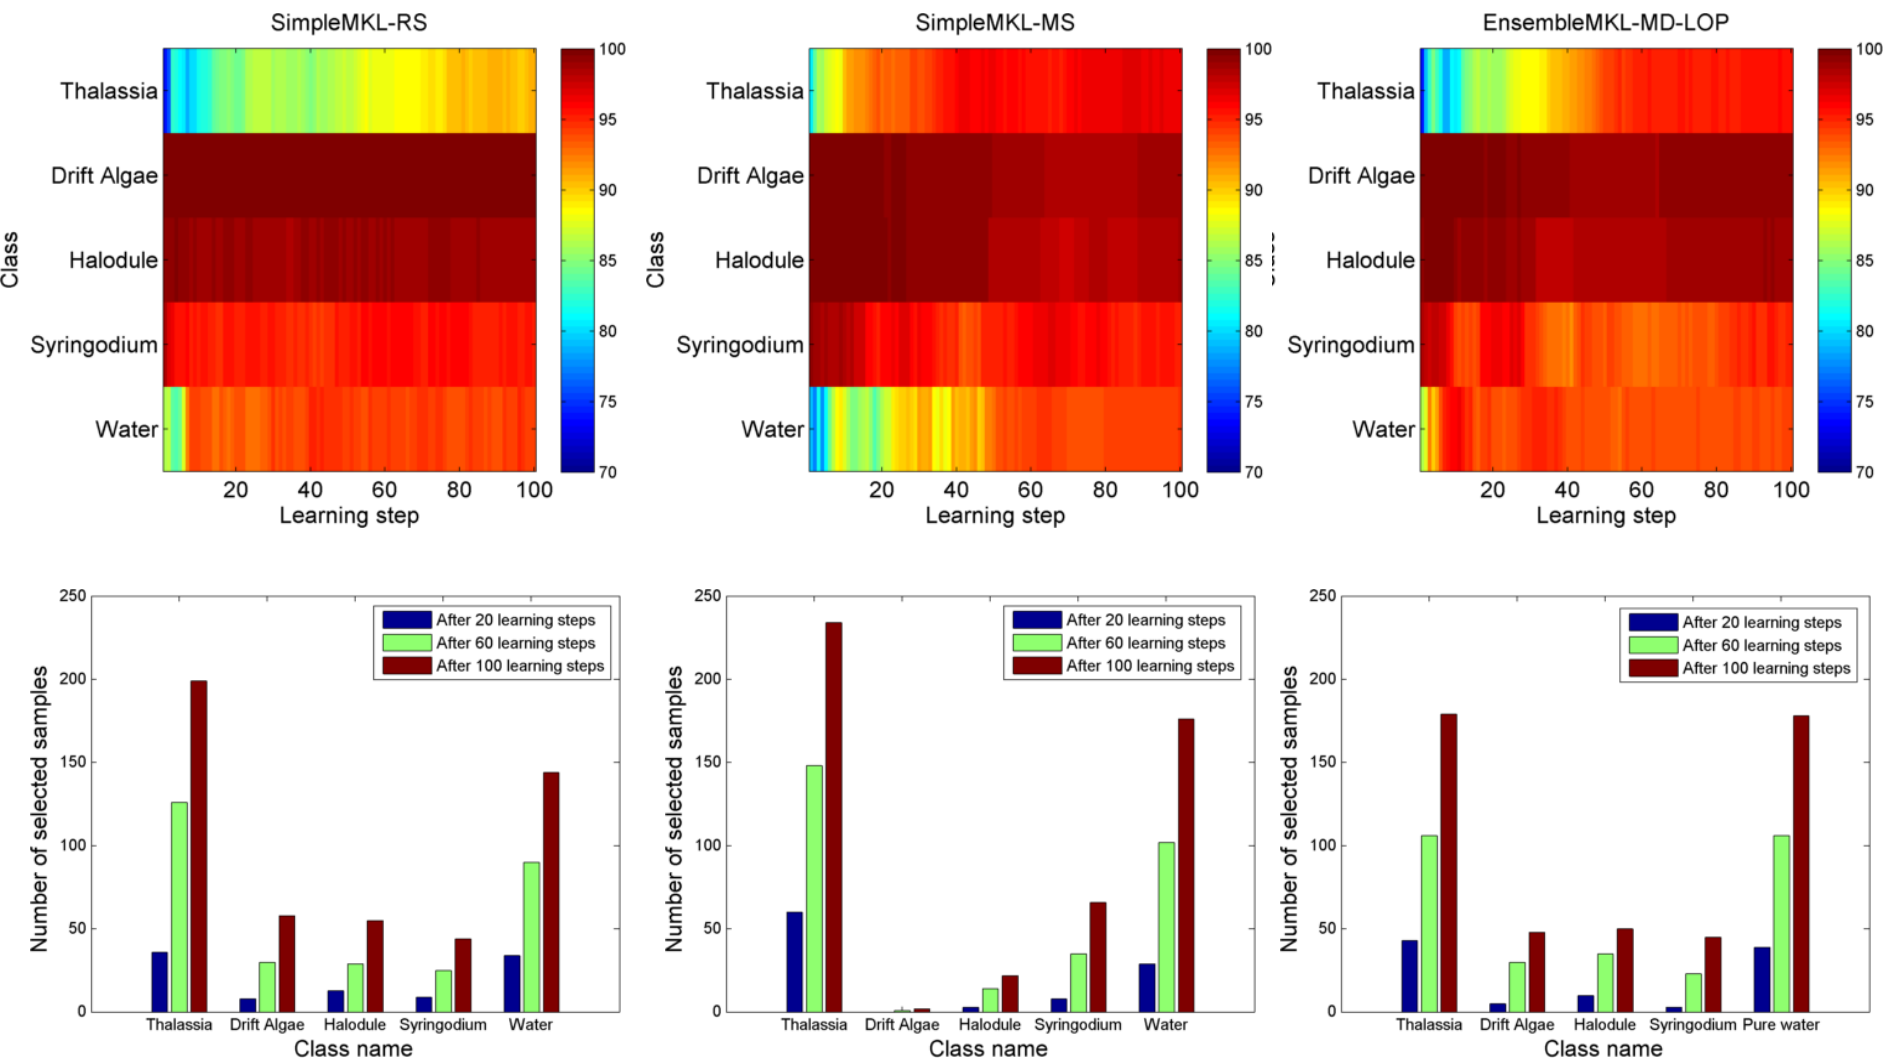 SimpleMKL-RS
Thalassia
Drift Algae
Halodule
Syringodium
Water
Class
20 40 60 80 100
Learning step
100
95
90
85
80
75
70
SimpleMKL-MS
Thalassia
Drift Algae
Halodule
Syringodium
Water
Class
20 40 60 80 100
Learning step
100
95
90
85
80
75
70
EnsembleMKL-MD-LOP
Thalassia
Drift Algae
Halodule
Syringodium
Water
20 40 60 80 100
Learning step
100
95
90
85
80
75
70
250
200
150
100
50
0
Number of selected samples
After 20 learning steps
After 60 learning steps
After 100 learning steps
Thalassia Drift Algae Halodule Syringodium Water
Class name
250
200
150
100
50
0
Number of selected samples
After 20 learning steps
After 60 learning steps
After 100 learning steps
Thalassia Drift Algae Halodule Syringodium Water
Class name
250
200
150
100
50
0
Number of selected samples
After 20 learning steps
After 60 learning steps
After 100 learning steps
Thalassia Drift Algae Halodule Syringodium Pure water
Class name